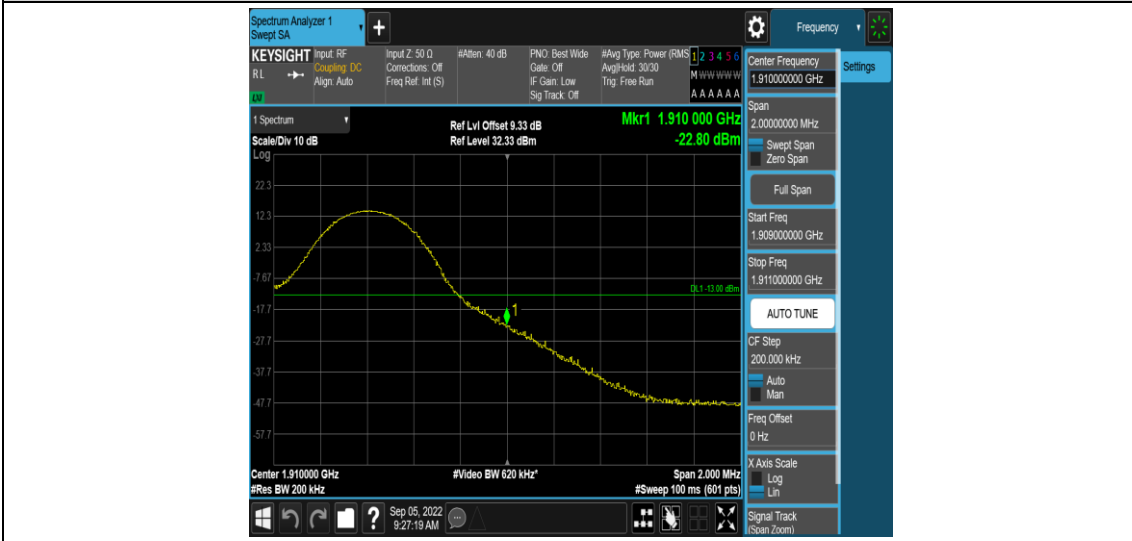 Spectrum Analyzer 1
Swept SA
+
Frequency
KEYSIGHT
RL
Input: RF
Coupling: DC
Align: Auto
Input Z: 50 Ω
Corrections: Off
Freq Ref: Int (S)
#Atten: 40 dB
PNO: Best Wide
Gate: Off
IF Gain: Low
Sig Track: Off
#Avg Type: Power (RMS
Avg|Hold: 30/30
Trig: Free Run
1 2 3 4 5 6
M W W W W W
A A A A A A
1 Spectrum
Scale/Div 10 dB
Log
Ref Lvl Offset 9.33 dB
Ref Level 32.33 dBm
Mkr1 1.910 000 GHz
-22.80 dBm
22.3
12.3
2.33
-7.67
-17.7
-27.7
-37.7
-47.7
-57.7
DL1 -13.00 dBm
1
Center 1.910000 GHz
#Res BW 200 kHz
#Video BW 620 kHz*
Span 2.000 MHz
#Sweep 100 ms (601 pts)
?
Sep 05, 2022
9:27:19 AM
Center Frequency
1.910000000 GHz
Settings
Span
2.00000000 MHz
Swept Span
Zero Span
Full Span
Start Freq
1.909000000 GHz
Stop Freq
1.911000000 GHz
AUTO TUNE
CF Step
200.000 kHz
Auto
Man
Freq Offset
0 Hz
X Axis Scale
Log
Lin
Signal Track
(Span Zoom)